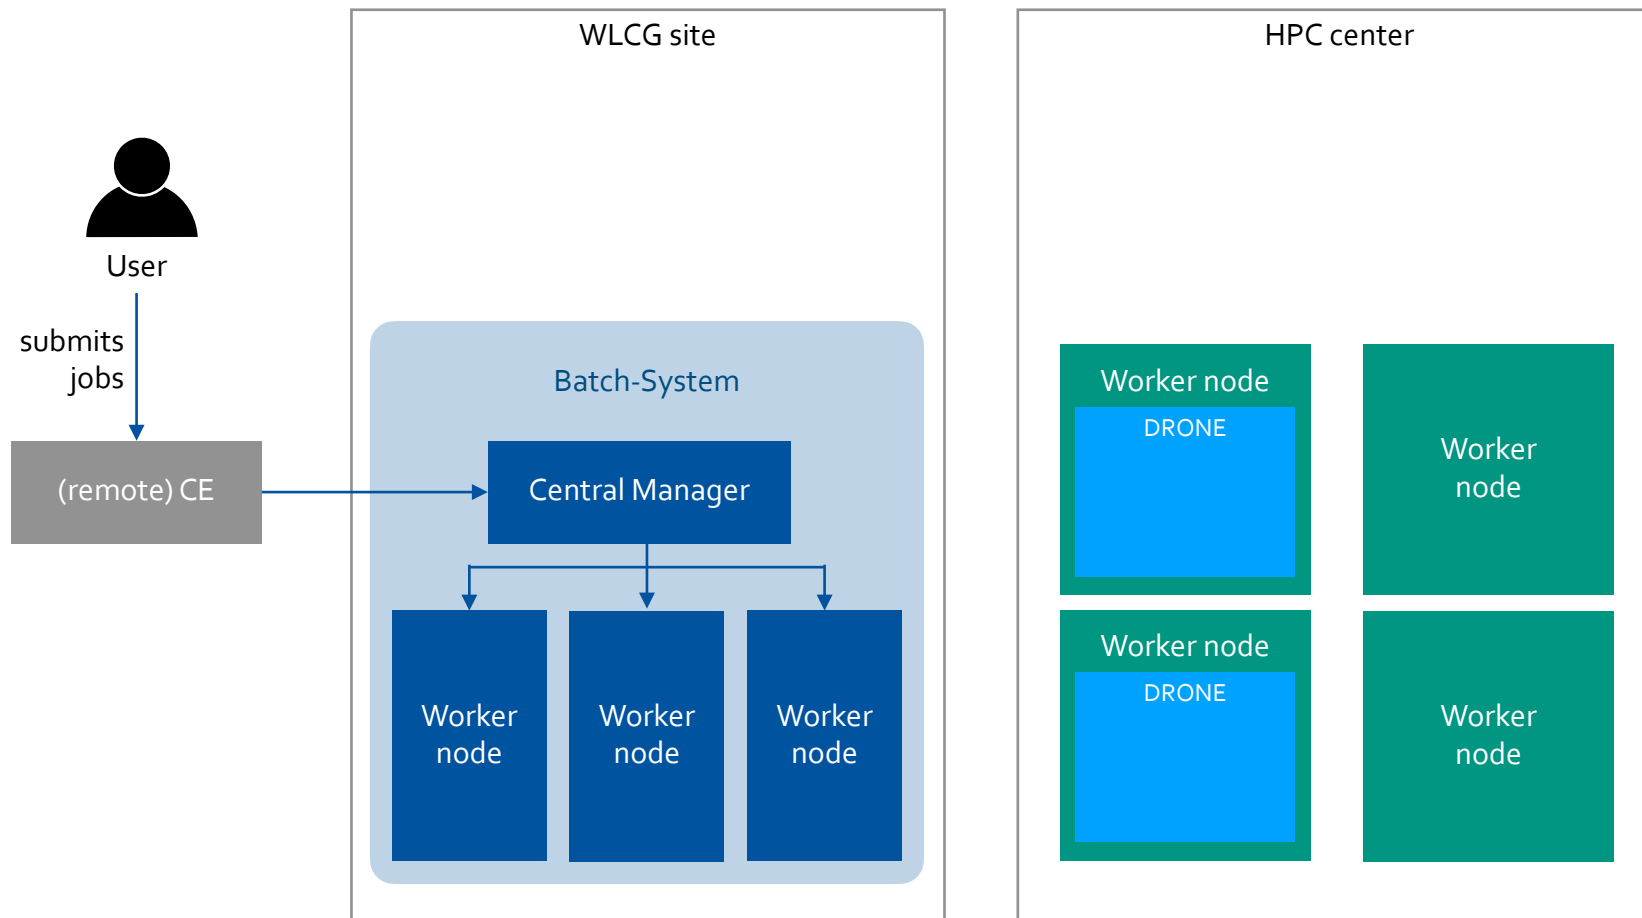 WLCG site
HPC center
User
submits
jobs
(remote) CE
Batch-System
Central Manager
Worker
node
Worker
node
Worker
node
Worker node
DRONE
Worker
node
Worker node
DRONE
Worker
node